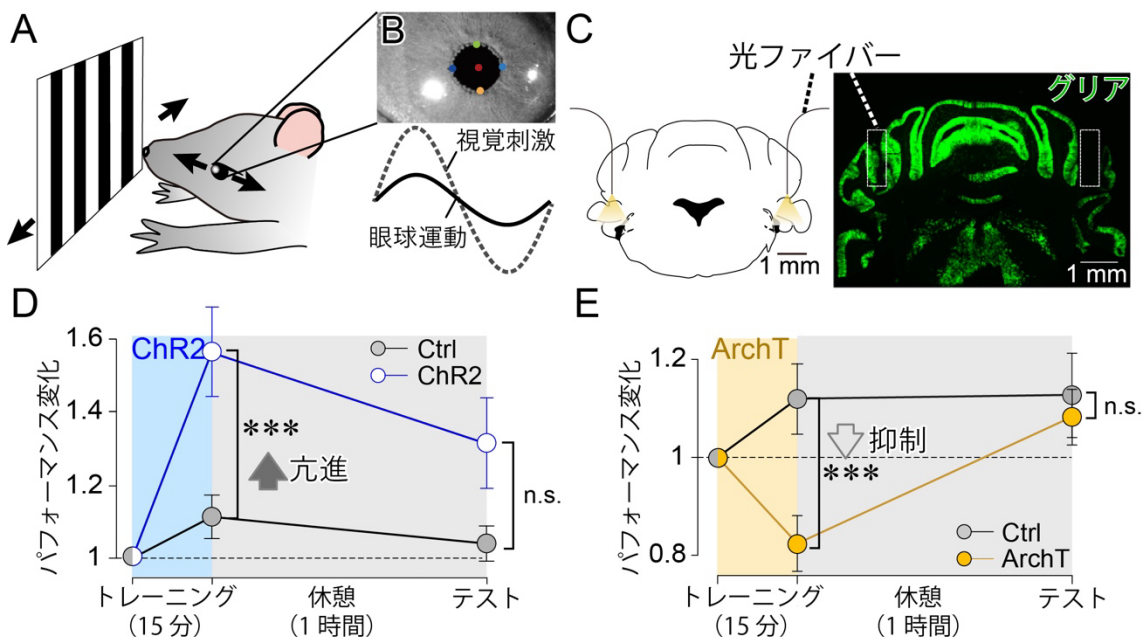 A
B
視覚刺激
眼球運動
C
光ファイバー
グリア
1 mm
1 mm
D
パフォーマンス変化
1.6
1.4
1.2
1
ChR2
Ctrl
ChR2
***
亢進
n.s.
トレーニング
(15 分)
休憩
(1 時間)
テスト
E
パフォーマンス変化
1.2
1
0.8
ArchT
抑制
***
n.s.
Ctrl
ArchT
トレーニング
(15 分)
休憩
(1 時間)
テスト